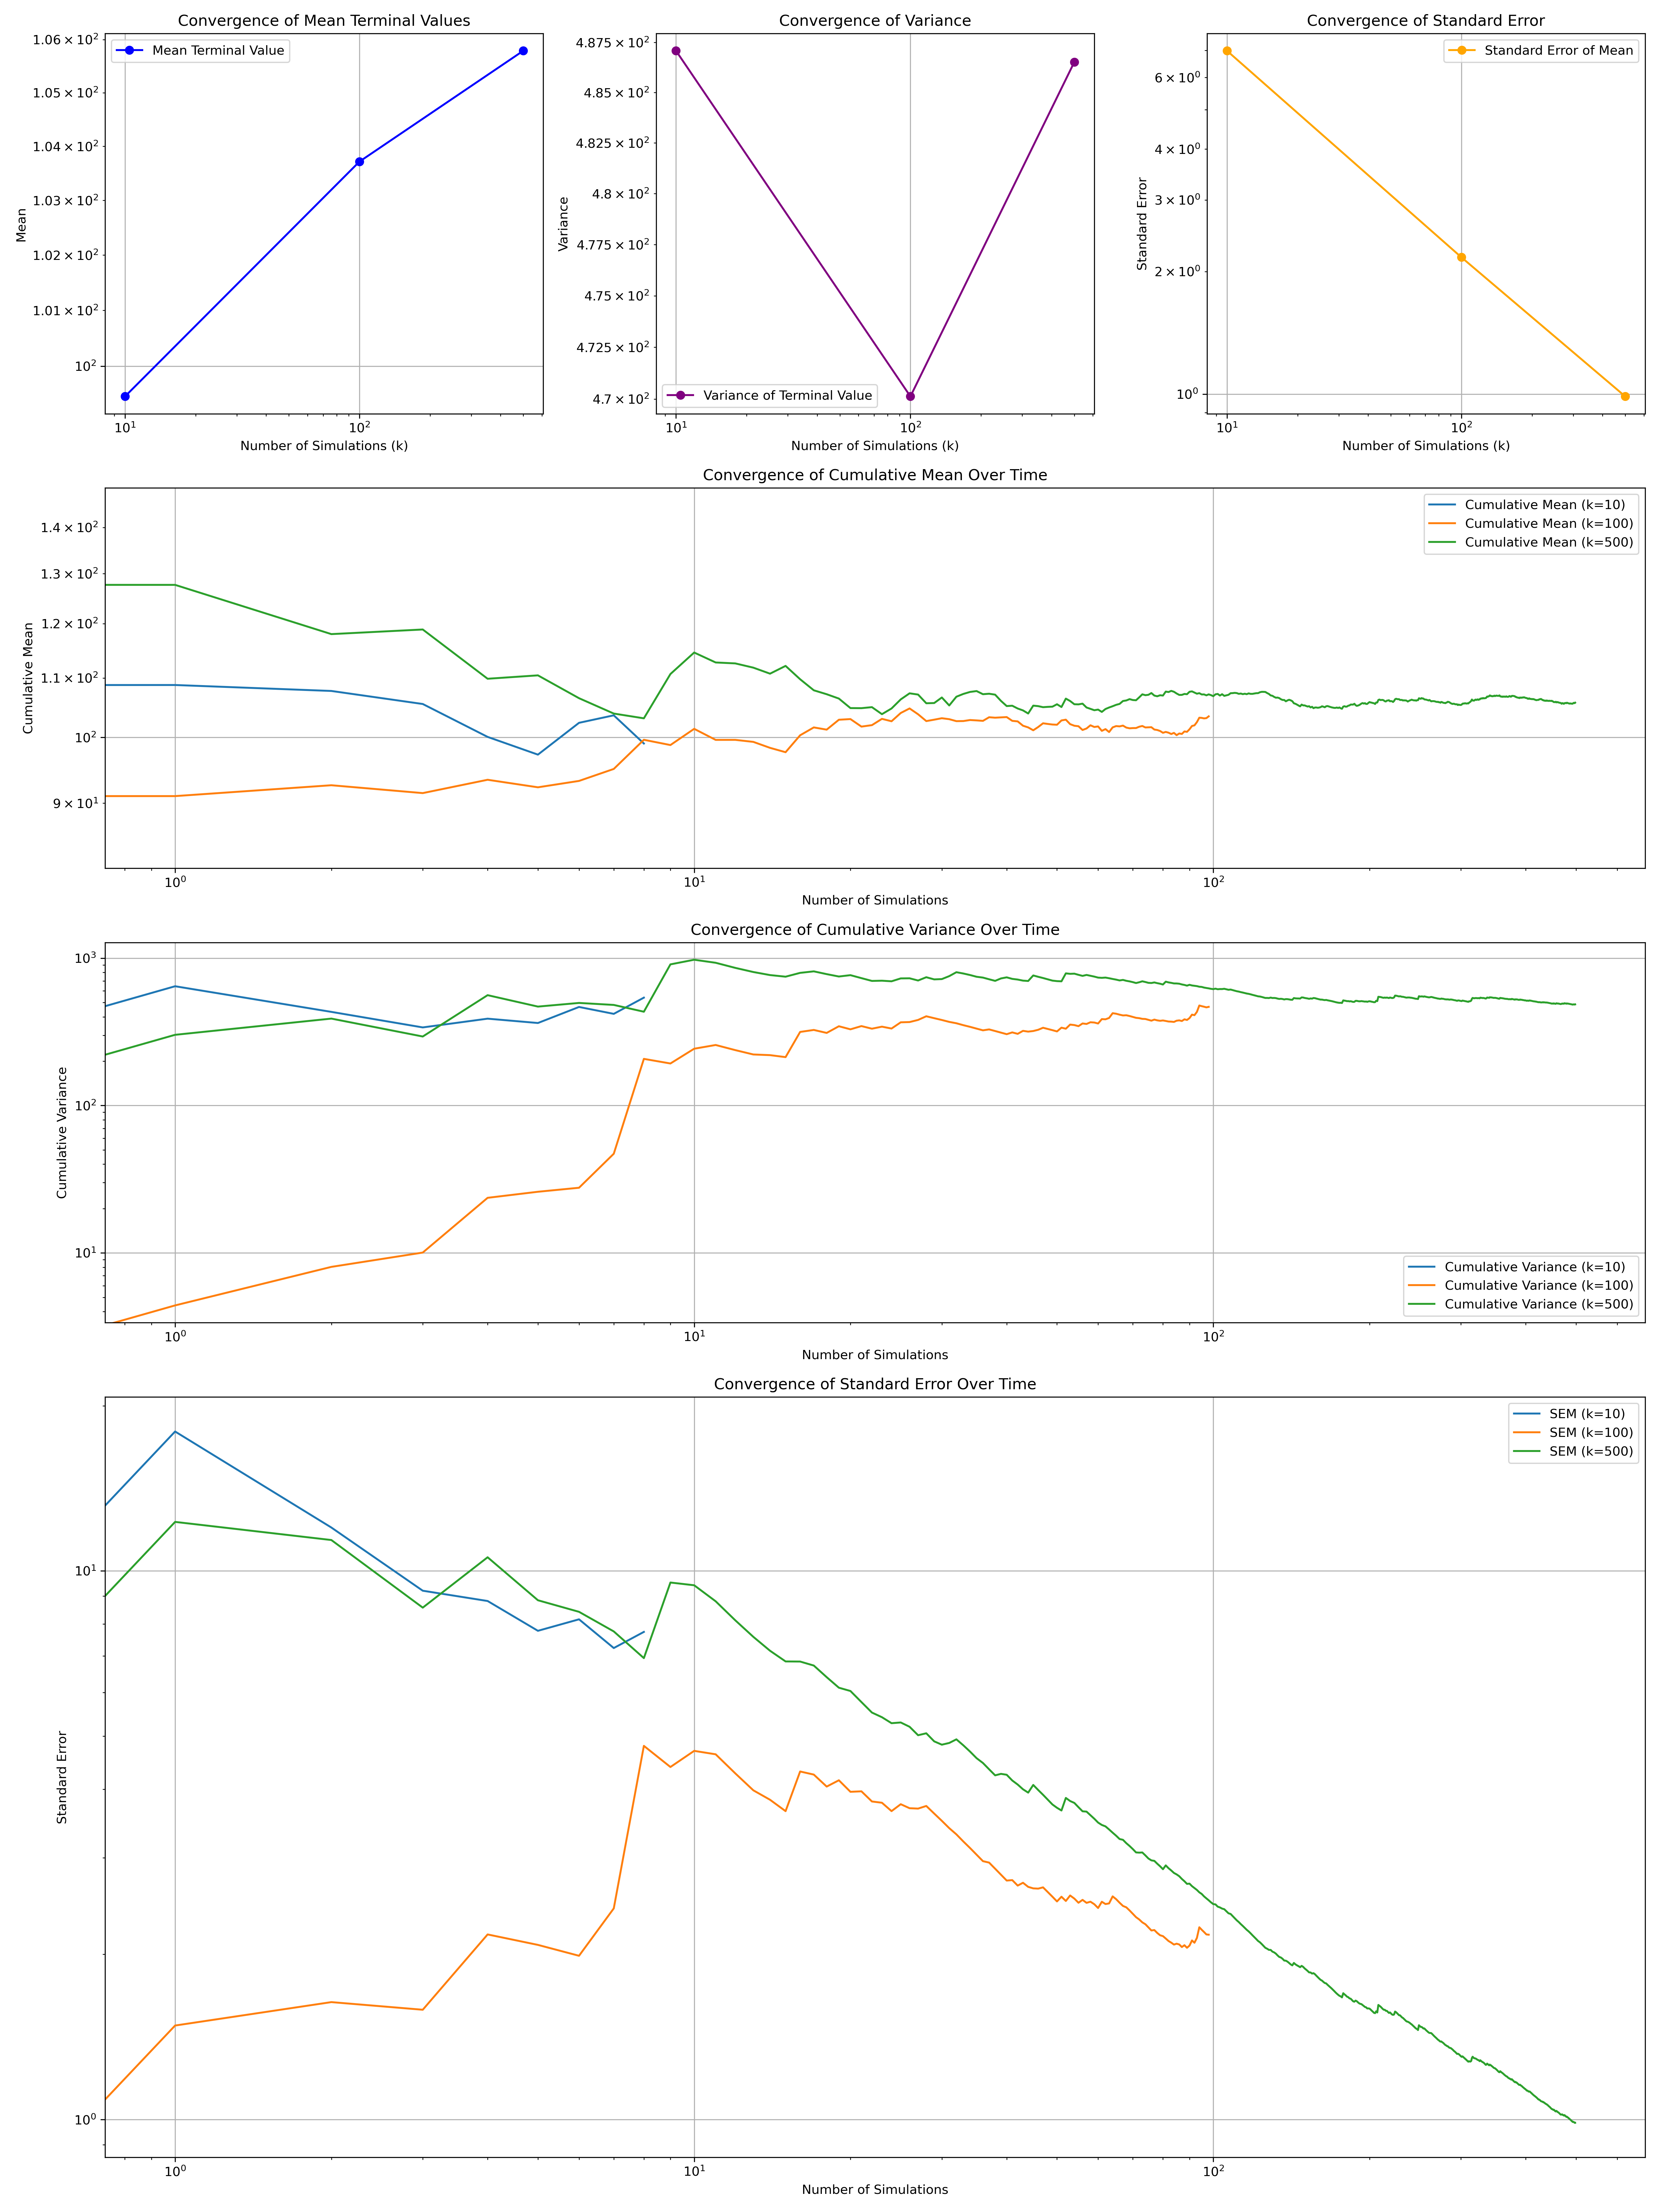 Convergence of Mean Terminal Values
Mean Terminal Value
1.06 × 10²
1.05 × 10²
1.04 × 10²
1.03 × 10²
1.02 × 10²
1.01 × 10²
10²
Mean
10¹
10²
Number of Simulations (k)
Convergence of Variance
Variance of Terminal Value
4.875 × 10²
4.85 × 10²
4.825 × 10²
4.8 × 10²
4.775 × 10²
4.75 × 10²
4.725 × 10²
4.7 × 10²
Variance
10¹
10²
Number of Simulations (k)
Convergence of Standard Error
Standard Error of Mean
6 × 10⁰
4 × 10⁰
3 × 10⁰
2 × 10⁰
10⁰
Standard Error
10¹
10²
Number of Simulations (k)
Convergence of Cumulative Mean Over Time
Cumulative Mean (k=10)
Cumulative Mean (k=100)
Cumulative Mean (k=500)
1.4 × 10²
1.3 × 10²
1.2 × 10²
1.1 × 10²
10²
9 × 10¹
Cumulative Mean
10⁰
10¹
10²
Number of Simulations
Convergence of Cumulative Variance Over Time
10³
10²
10¹
Cumulative Variance
Cumulative Variance (k=10)
Cumulative Variance (k=100)
Cumulative Variance (k=500)
10⁰
10¹
10²
Number of Simulations
Convergence of Standard Error Over Time
SEM (k=10)
SEM (k=100)
SEM (k=500)
10¹
10⁰
Standard Error
10⁰
10¹
10²
Number of Simulations